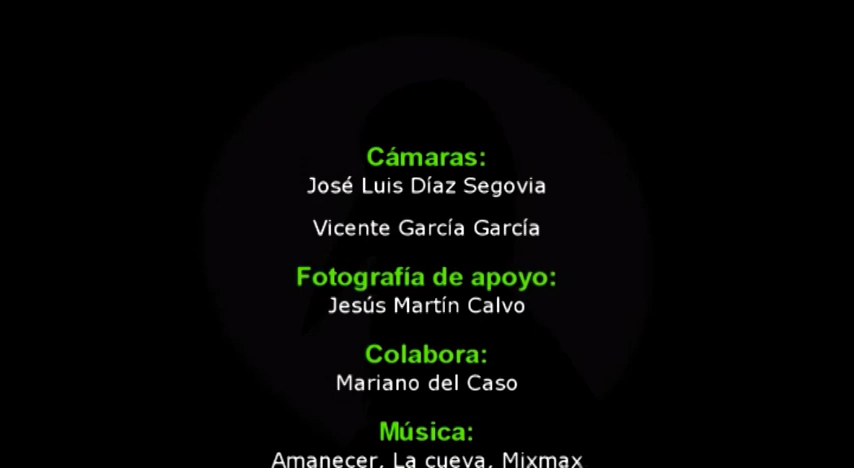 Cámaras:
José Luis Díaz Segovia
Vicente García García
Fotografía de apoyo:
Jesús Martín Calvo
Colabora:
Mariano del Caso
Música:
Amanecer, La cueva, Mixmax